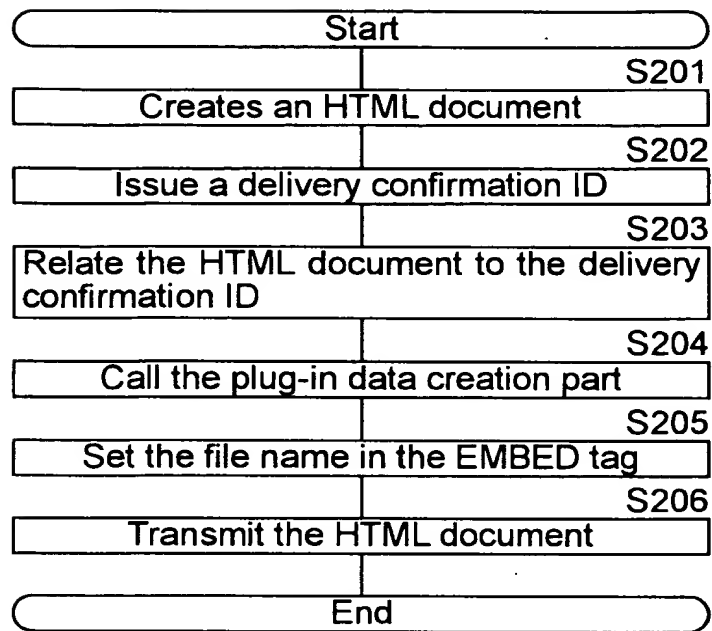 Start
S201
Creates an HTML document
S202
Issue a delivery confirmation ID
S203
Relate the HTML document to the delivery
confirmation ID
S204
Call the plug-in data creation part
S205
Set the file name in the EMBED tag
S206
Transmit the HTML document
End